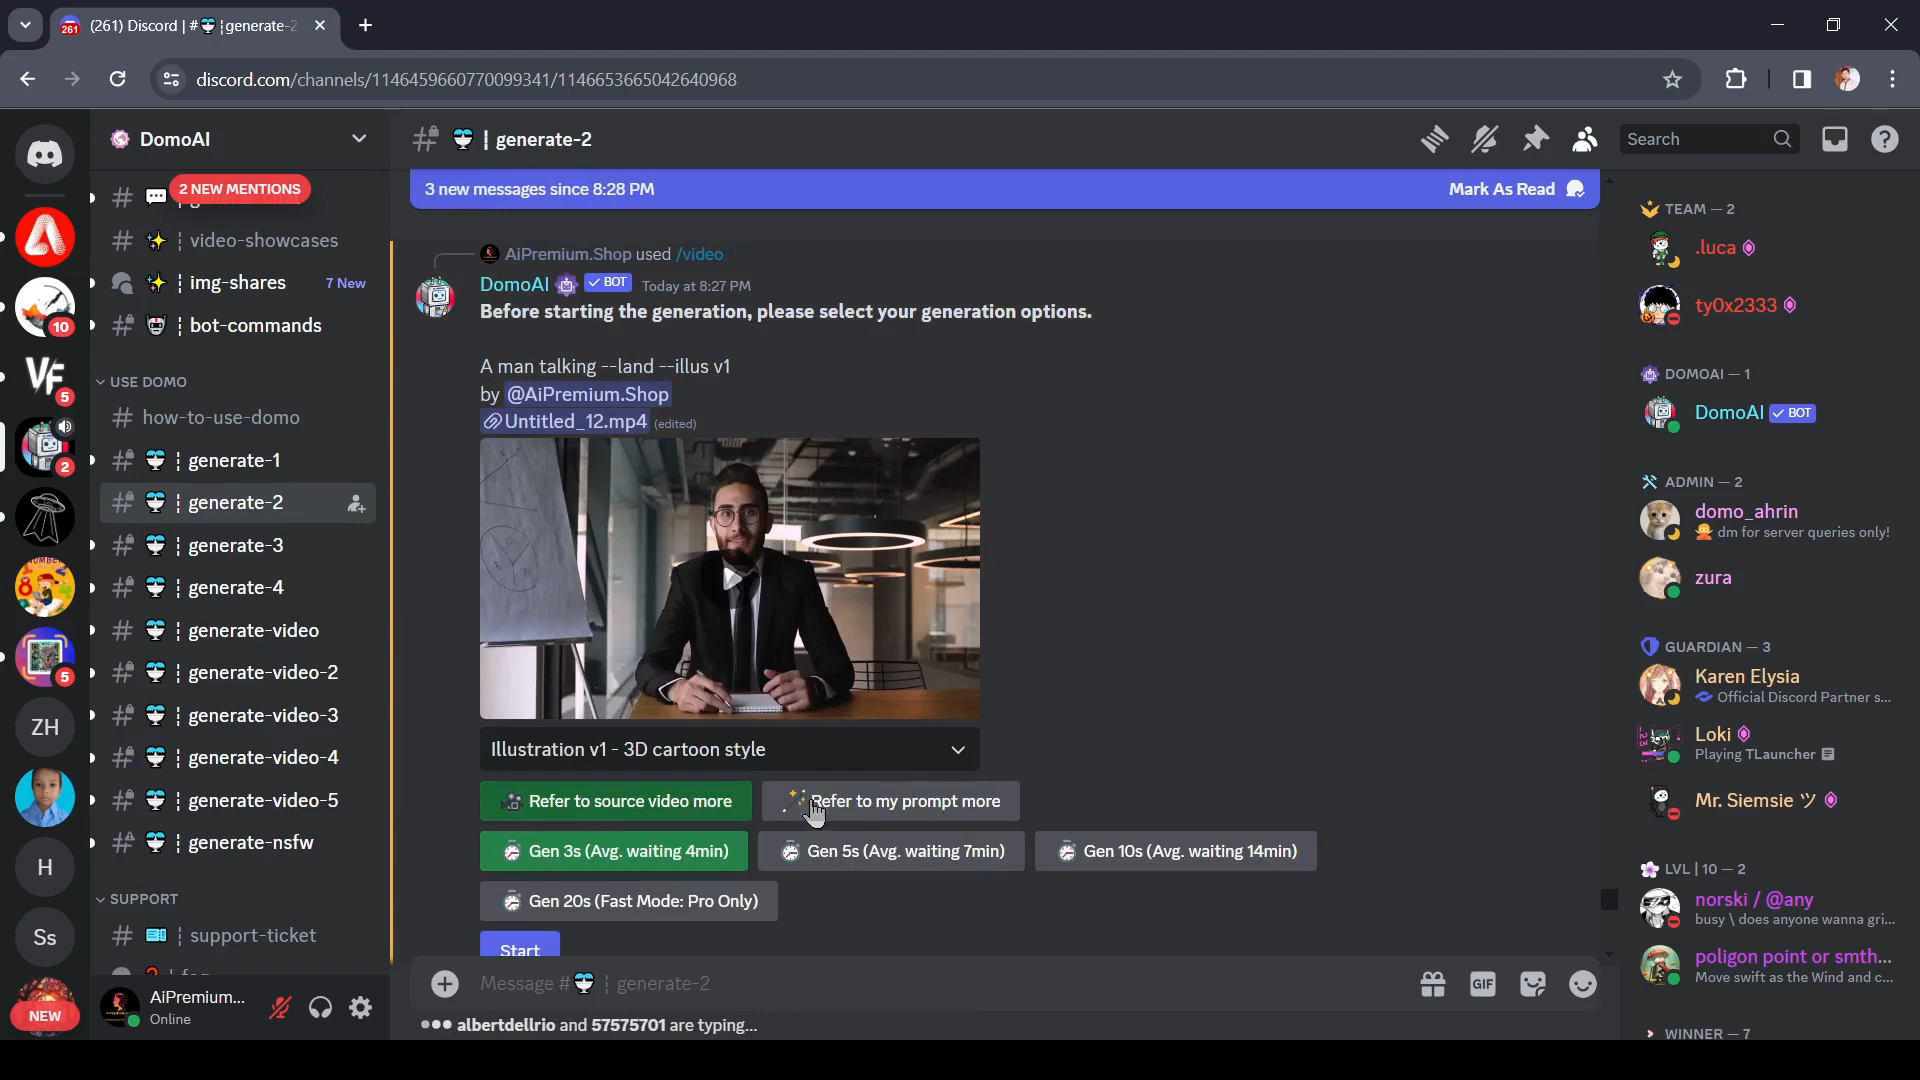 (261) Discord | # ¦generate-2
discord.com/channels/1146459660770099341/1146653665042640968
DomoAI
| generate-2
Search
2 NEW MENTIONS
3 new messages since 8:28 PM
Mark As Read
# ¦ video-showcases
¦ img-shares 7 New
# ¦ bot-commands
USE DOMO
# how-to-use-domo
# ¦ generate-1
# ¦ generate-2
# ¦ generate-3
# ¦ generate-4
# ¦ generate-video
# ¦ generate-video-2
# ¦ generate-video-3
# ¦ generate-video-4
# ¦ generate-video-5
# ¦ generate-nsfw
SUPPORT
# ¦ support-ticket
10
VF
5
2
5
ZH
H
Ss
NEW
AiPremium...
Online
AiPremium.Shop used /video
DomoAI ✓ BOT Today at 8:27 PM
Before starting the generation, please select your generation options.
A man talking --land --illus v1
by @AiPremium.Shop
Untitled_12.mp4 (edited)
Illustration v1 - 3D cartoon style
Refer to source video more
Refer to my prompt more
Gen 3s (Avg. waiting 4min)
Gen 5s (Avg. waiting 7min)
Gen 10s (Avg. waiting 14min)
Gen 20s (Fast Mode: Pro Only)
Start
Message # ¦ generate-2
GIF
albertdellrio and 57575701 are typing...
TEAM — 2
.luca
ty0x2333
DOMOAI — 1
DomoAI ✓ BOT
ADMIN — 2
domo_ahrin
dm for server queries only!
zura
GUARDIAN — 3
Karen Elysia
Official Discord Partner s...
Loki
Playing TLauncher
Mr. Siemsie ツ
LVL | 10 — 2
norski / @any
busy \ does anyone wanna gri...
poligon point or smth...
Move swift as the Wind and c...
WINNER — 7